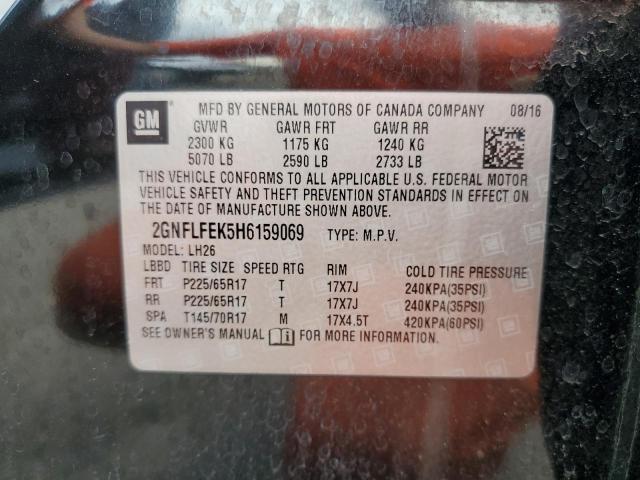 GM
MFD BY GENERAL MOTORS OF CANADA COMPANY 08/16
GVWR GAWR FRT GAWR RR
2300 KG 1175 KG 1240 KG
5070 LB 2590 LB 2733 LB
THIS VEHICLE CONFORMS TO ALL APPLICABLE U.S. FEDERAL MOTOR
VEHICLE SAFETY AND THEFT PREVENTION STANDARDS IN EFFECT ON
THE DATE OF MANUFACTURE SHOWN ABOVE.
2GNFLFEK5H6159069 TYPE: M.P.V.
MODEL: LH26
LBBD TIRE SIZE SPEED RTG RIM COLD TIRE PRESSURE
FRT P225/65R17 T 17X7J 240KPA(35PSI)
RR P225/65R17 T 17X7J 240KPA(35PSI)
SPA T145/70R17 M 17X4.5T 420KPA(60PSI)
SEE OWNER'S MANUAL i FOR MORE INFORMATION